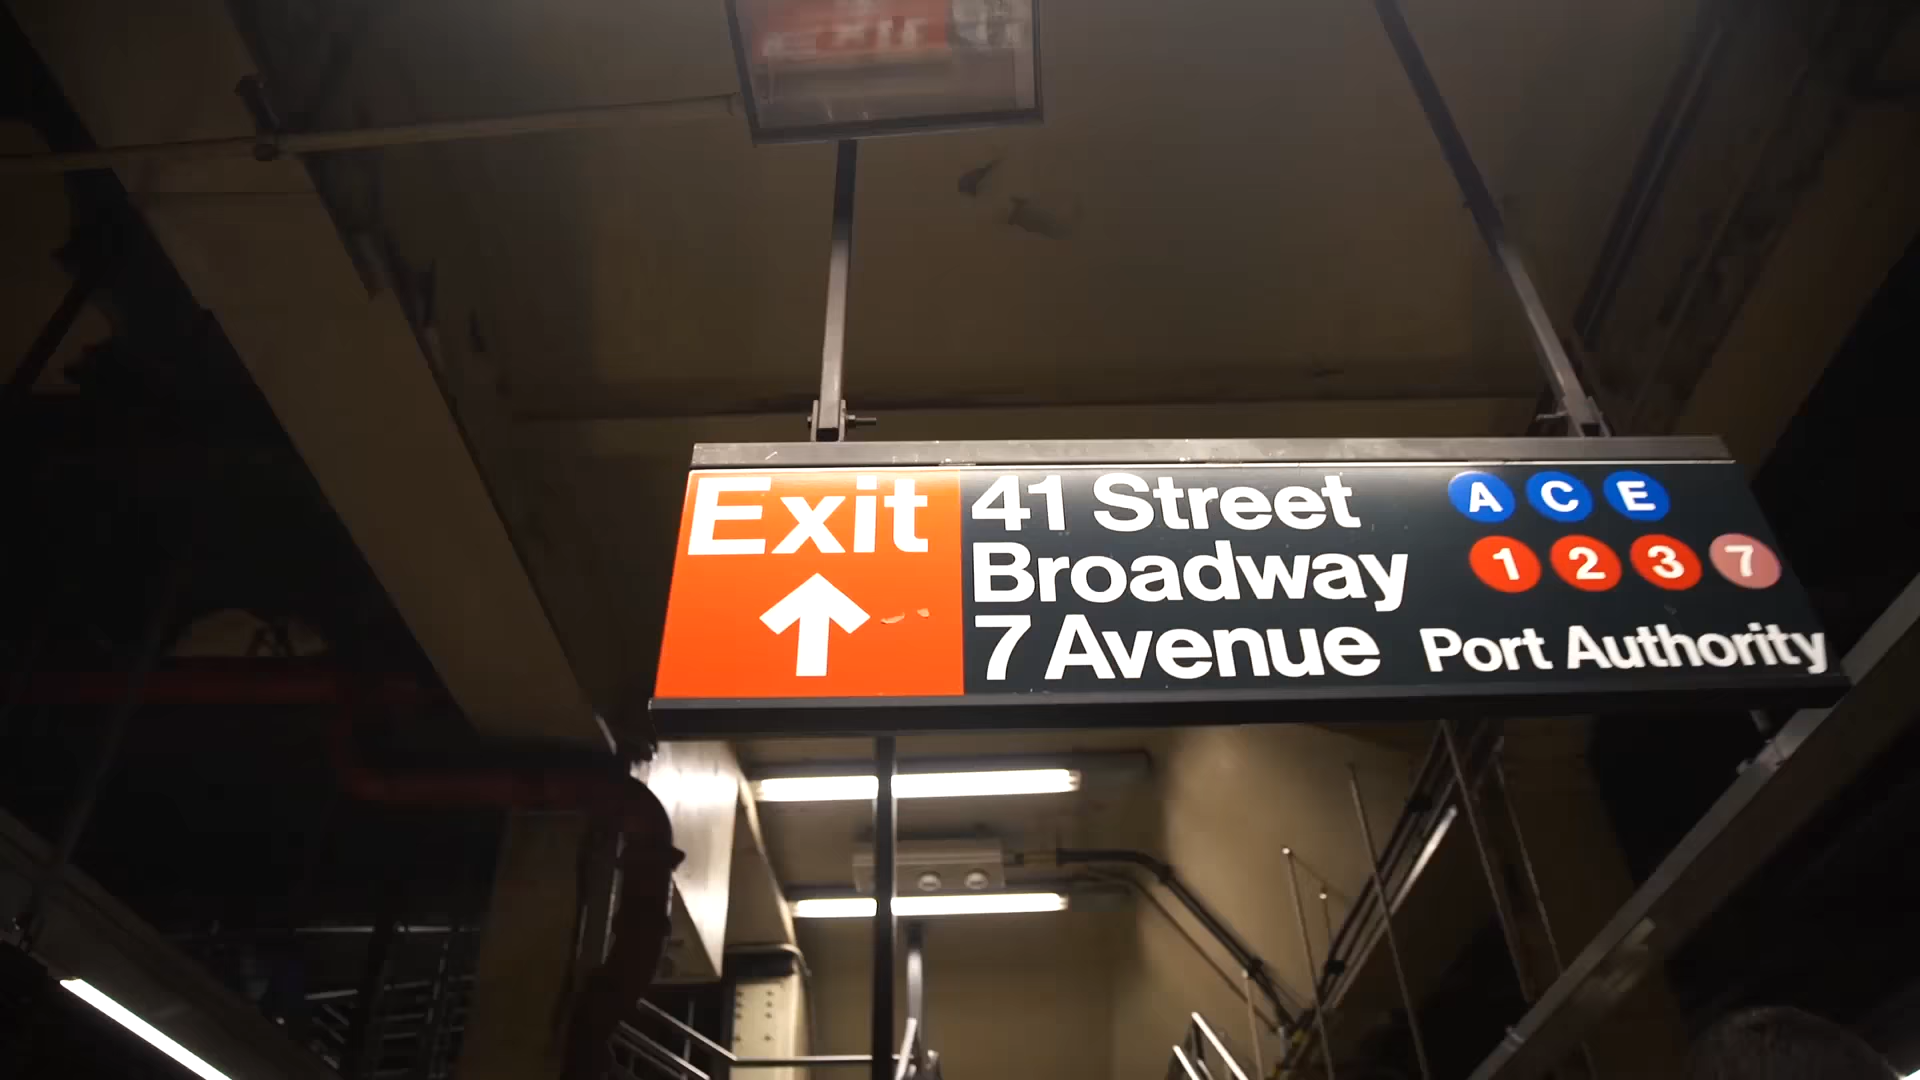 Exit
41 Street
Broadway
7 Avenue
A C E
1 2 3 7
Port Authority